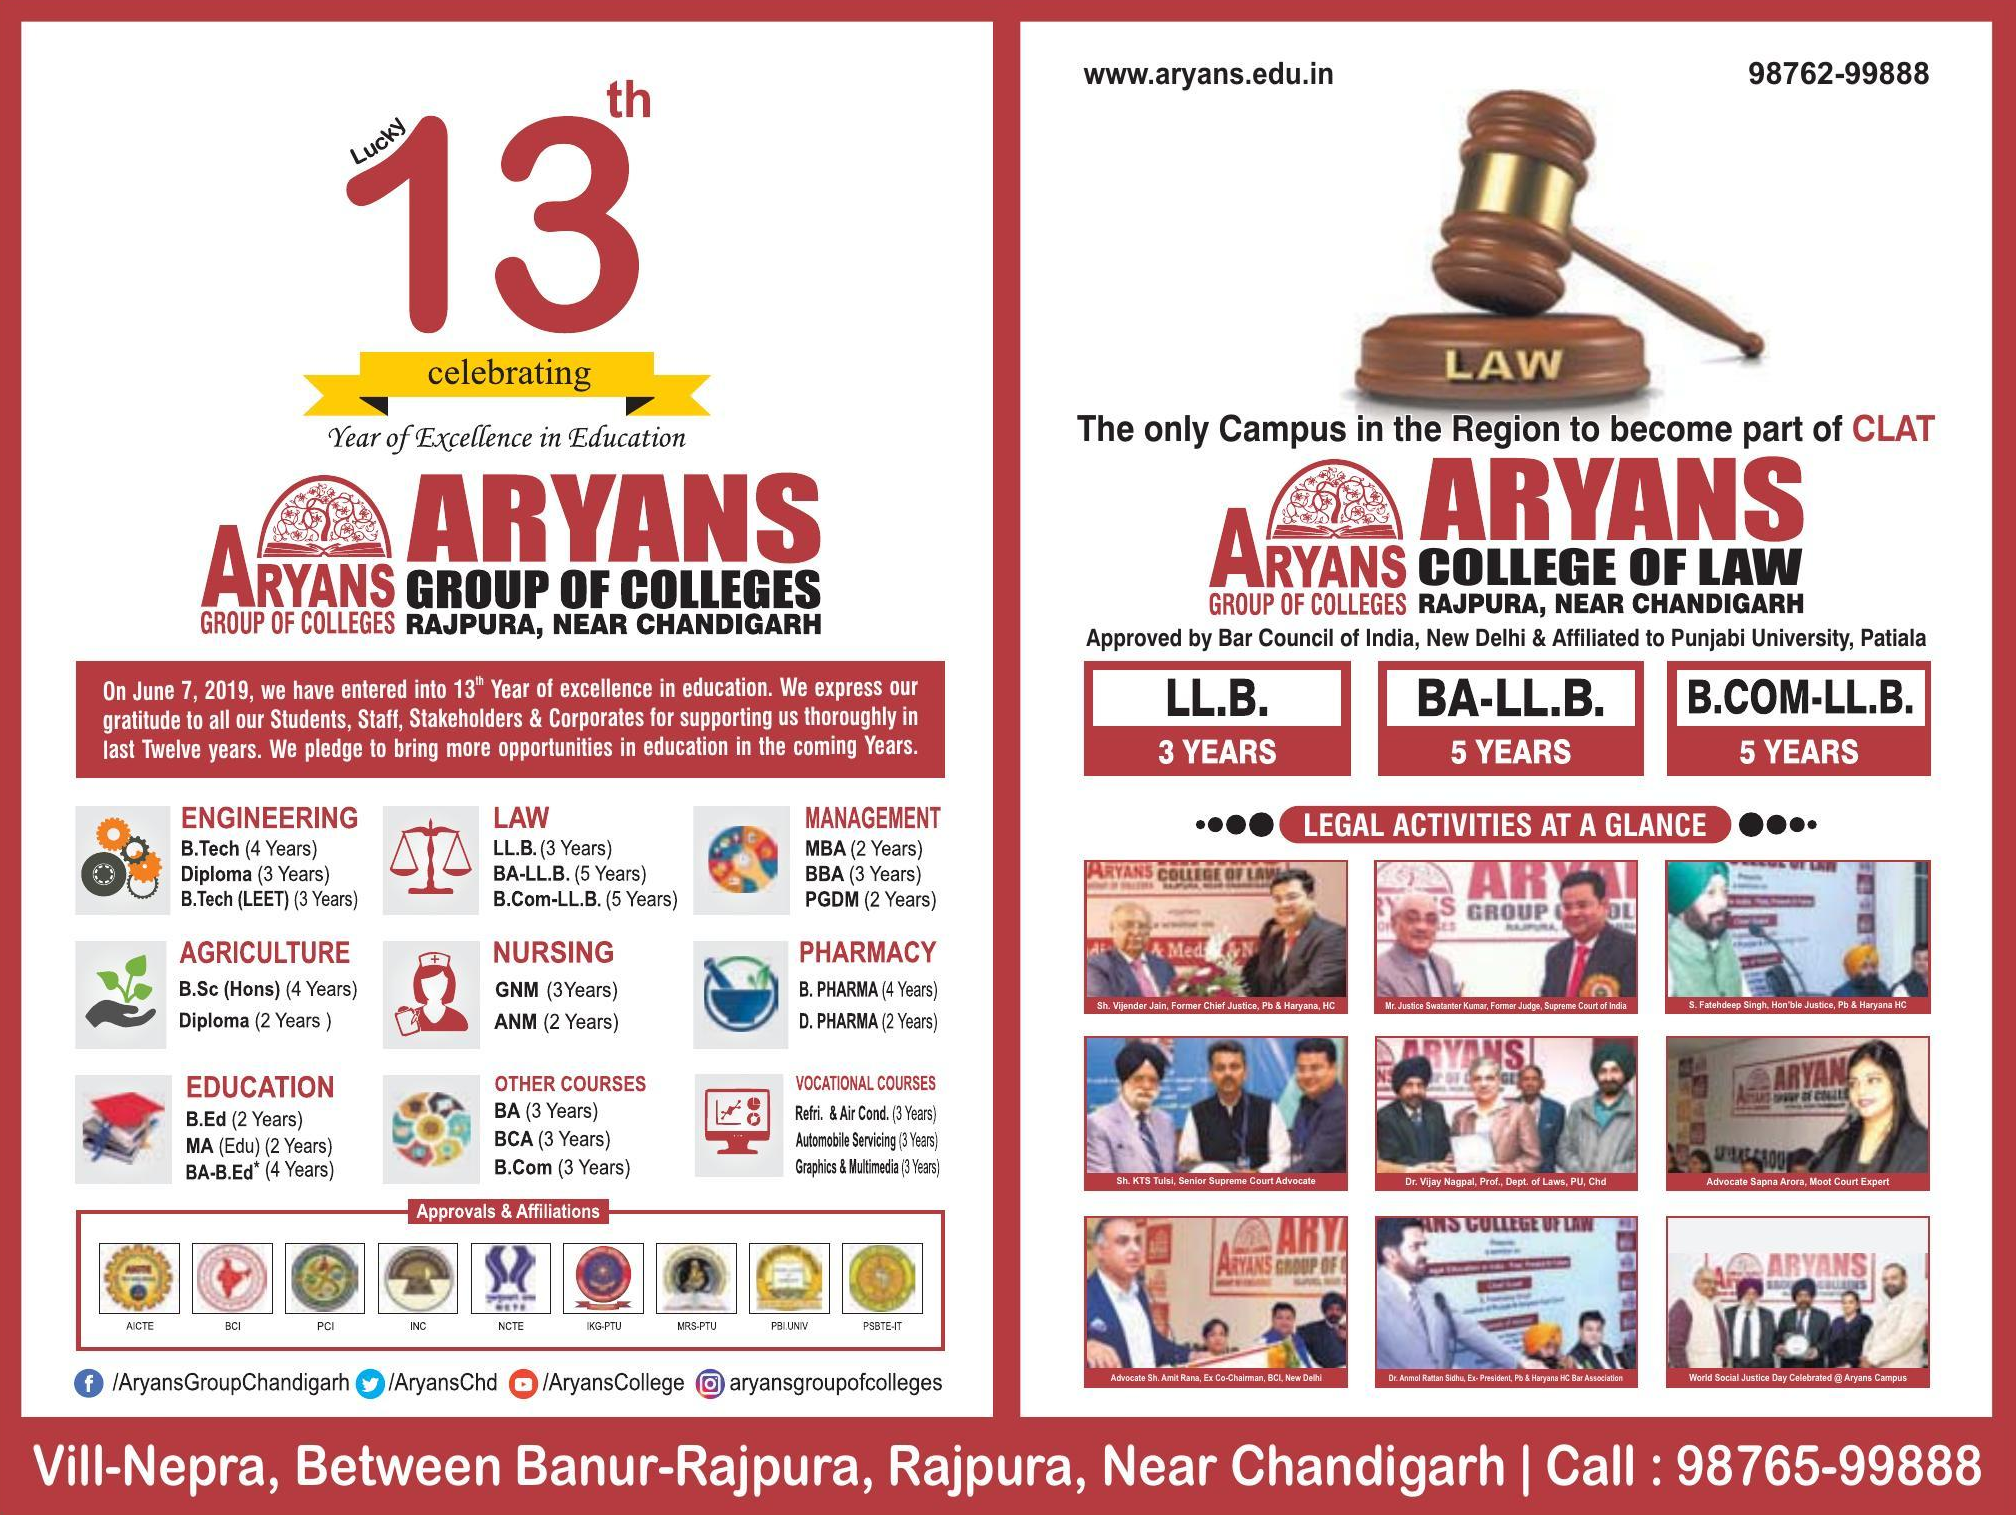 Lucky
13th
celebrating
Year of Excellence in Education
ARYANS
GROUP OF COLLEGES
ARYANS
GROUP OF COLLEGES
RAJPURA, NEAR CHANDIGARH
On June 7, 2019, we have entered into 13th Year of excellence in education. We express our
gratitude to all our Students, Staff, Stakeholders & Corporates for supporting us thoroughly in
last Twelve years. We pledge to bring more opportunities in education in the coming Years.
ENGINEERING
B.Tech (4 Years)
Diploma (3 Years)
B.Tech (LEET) (3 Years)
LAW
LL.B. (3 Years)
BA-LL.B. (5 Years)
B.Com-LL.B. (5 Years)
MANAGEMENT
MBA (2 Years)
BBA (3 Years)
PGDM (2 Years)
AGRICULTURE
B.Sc (Hons) (4 Years)
Diploma (2 Years )
NURSING
GNM (3Years)
ANM (2 Years)
PHARMACY
B. PHARMA (4 Years)
D. PHARMA (2 Years)
EDUCATION
B.Ed (2 Years)
MA (Edu) (2 Years)
BA-B.Ed* (4 Years)
OTHER COURSES
BA (3 Years)
BCA (3 Years)
B.Com (3 Years)
VOCATIONAL COURSES
Refri. & Air Cond. (3 Years)
Automobile Servicing (3 Years)
Graphics & Multimedia (3 Years)
Approvals & Affiliations
AICTE BCI PCI INC NCTE IKG-PTU MRS-PTU PBI.UNIV PSBTE-IT
/AryansGroupChandigarh /AryansChd /AryansCollege aryansgroupofcolleges
www.aryans.edu.in 98762-99888
LAW
The only Campus in the Region to become part of CLAT
ARYANS
GROUP OF COLLEGES
ARYANS
COLLEGE OF LAW
RAJPURA, NEAR CHANDIGARH
Approved by Bar Council of India, New Delhi & Affiliated to Punjabi University, Patiala
LL.B.
3 YEARS
BA-LL.B.
5 YEARS
B.COM-LL.B.
5 YEARS
LEGAL ACTIVITIES AT A GLANCE
ARYANS COLLEGE OF LAW
Sh. Vijender Jain, Former Chief Justice, Pb & Haryana, HC
Mr. Justice Swatanter Kumar, Former Judge, Supreme Court of India
S. Fatehdeep Singh, Hon'ble Justice, Pb & Haryana HC
Sh. KTS Tulsi, Senior Supreme Court Advocate
ARYANS
Dr. Vijay Nagpal, Prof., Dept. of Laws, PU, Chd
Advocate Sapna Arora, Moot Court Expert
Advocate Sh. Amit Rana, Ex Co-Chairman, BCI, New Delhi
Dr. Anmol Rattan Sidhu, Ex- President, Pb & Haryana HC Bar Association
ARYANS
World Social Justice Day Celebrated @ Aryans Campus
Vill-Nepra, Between Banur-Rajpura, Rajpura, Near Chandigarh | Call : 98765-99888